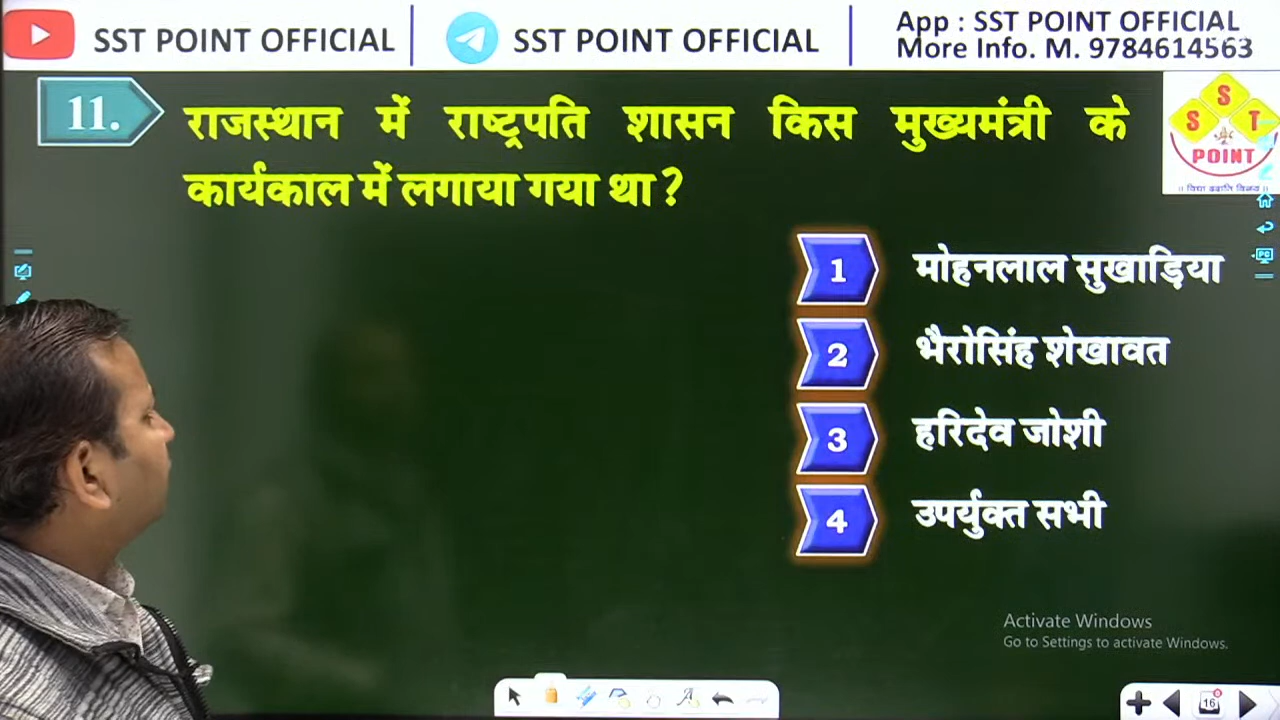 SST POINT OFFICIAL
SST POINT OFFICIAL
App : SST POINT OFFICIAL
More Info. M. 9784614563
11.
राजस्थान में राष्ट्रपति शासन किस मुख्यमंत्री के
कार्यकाल में लगाया गया था ?
S
S T
POINT
1 मोहनलाल सुखाड़िया
2 भैरोसिंह शेखावत
3 हरिदेव जोशी
4 उपर्युक्त सभी
Activate Windows
Go to Settings to activate Windows.
16